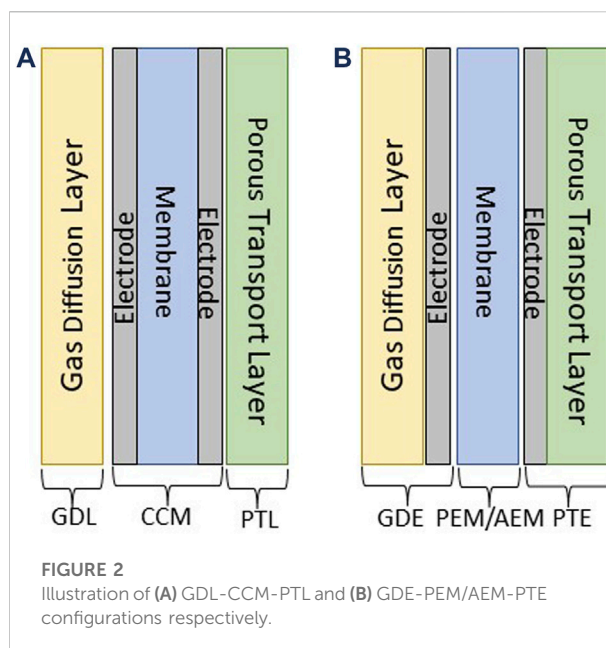 A
Gas Diffusion Layer
Electrode
Membrane
Electrode
Porous Transport Layer
GDL
CCM
PTL
B
Gas Diffusion Layer
Electrode
Membrane
Electrode
Porous Transport Layer
GDE
PEM/AEM
PTE
FIGURE 2
Illustration of (A) GDL-CCM-PTL and (B) GDE-PEM/AEM-PTE
configurations respectively.